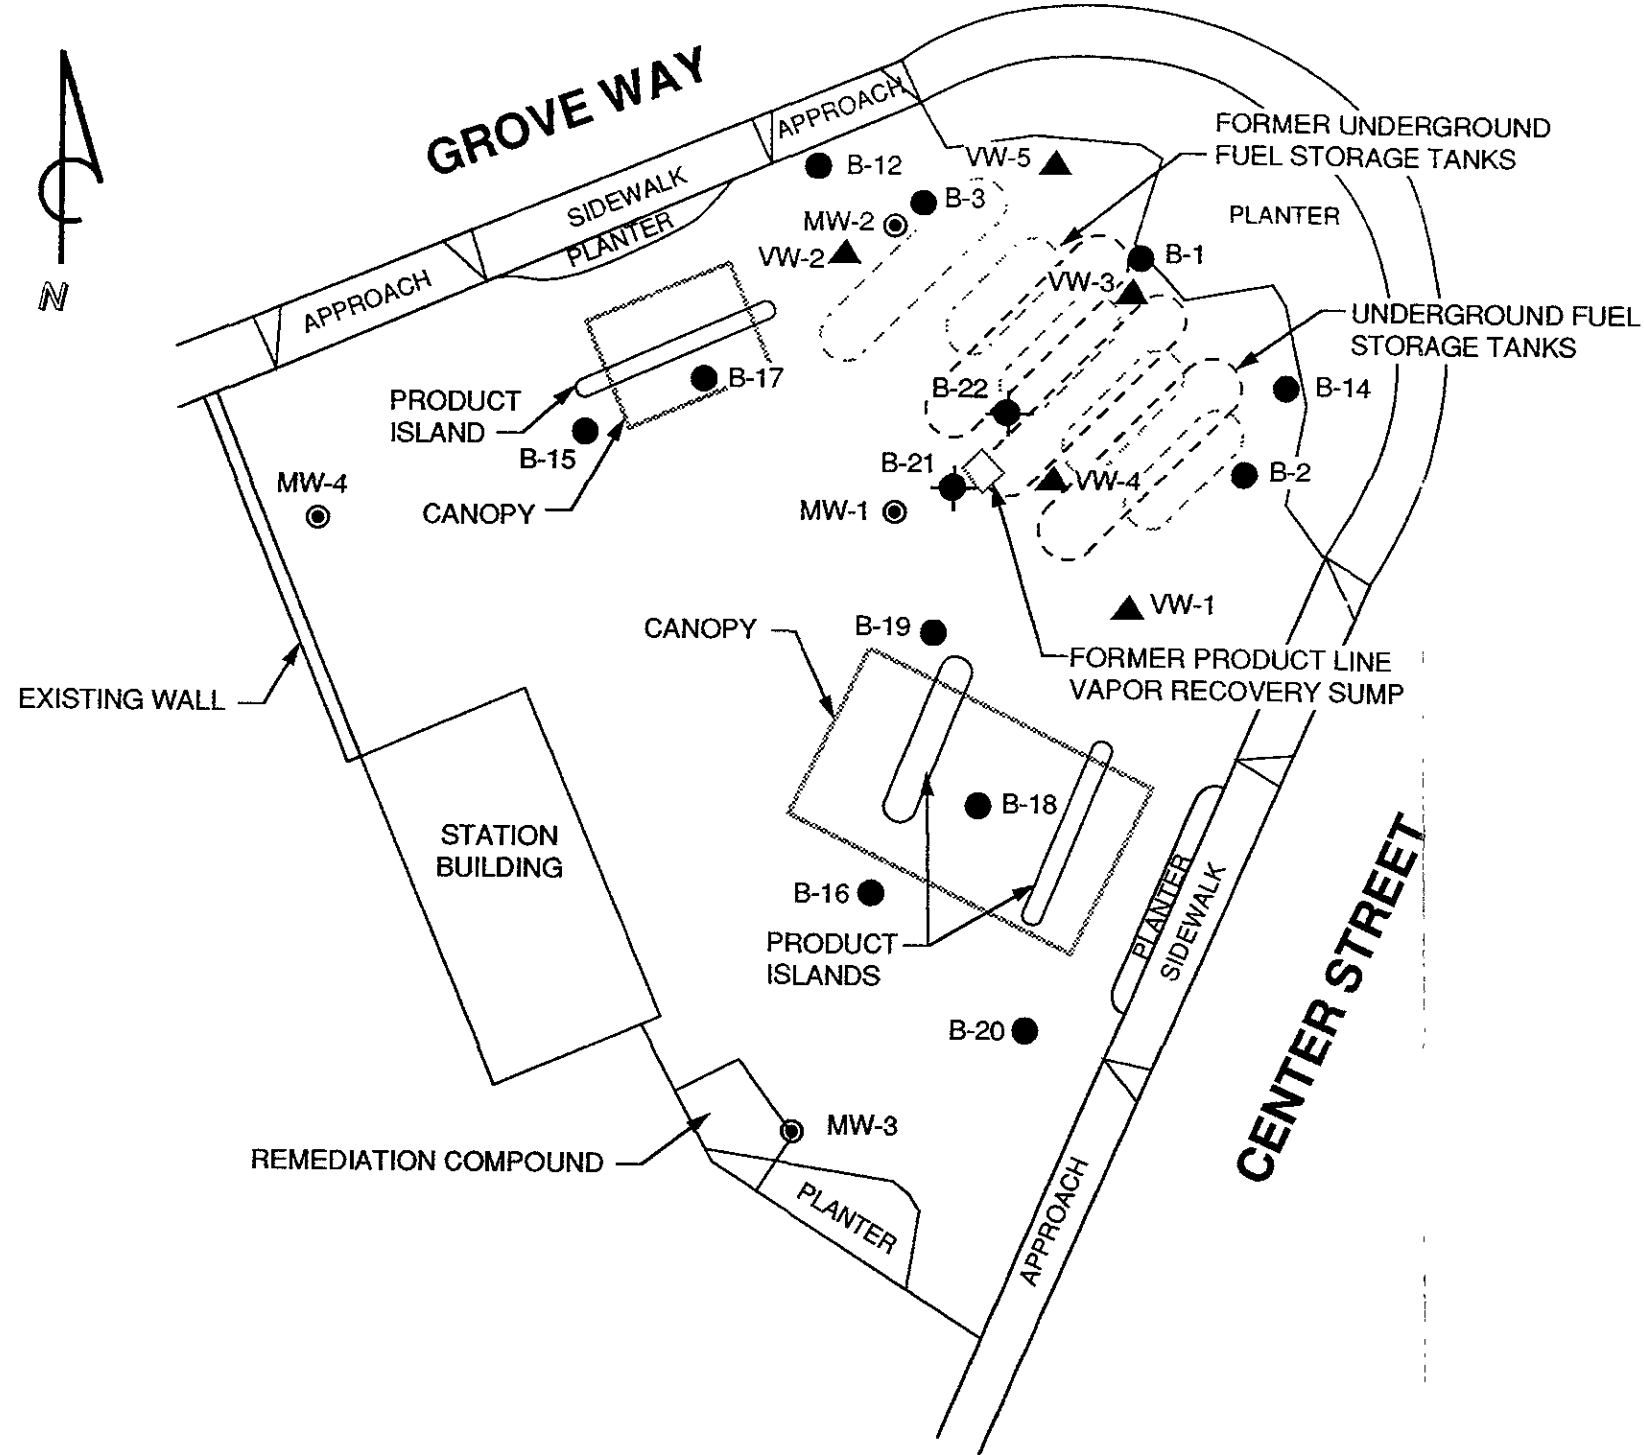 GROVE WAY
APPROACH
FORMER UNDERGROUND
FUEL STORAGE TANKS
VW-5
B-12
SIDEWALK
B-3
PLANTER
MW-2
PLANTER
VW-2
B-1
VW-3
APPROACH
N
UNDERGROUND FUEL
STORAGE TANKS
B-17
B-22
B-14
PRODUCT
ISLAND
B-15
B-21
B-2
MW-4
VW-4
CANOPY
MW-1
VW-1
CANOPY
B-19
FORMER PRODUCT LINE
VAPOR RECOVERY SUMP
EXISTING WALL
B-18
STATION
BUILDING
B-16
PLANTER
SIDEWALK
PRODUCT
ISLANDS
CENTER STREET
B-20
MW-3
REMEDIATION COMPOUND
PLANTER
APPROACH